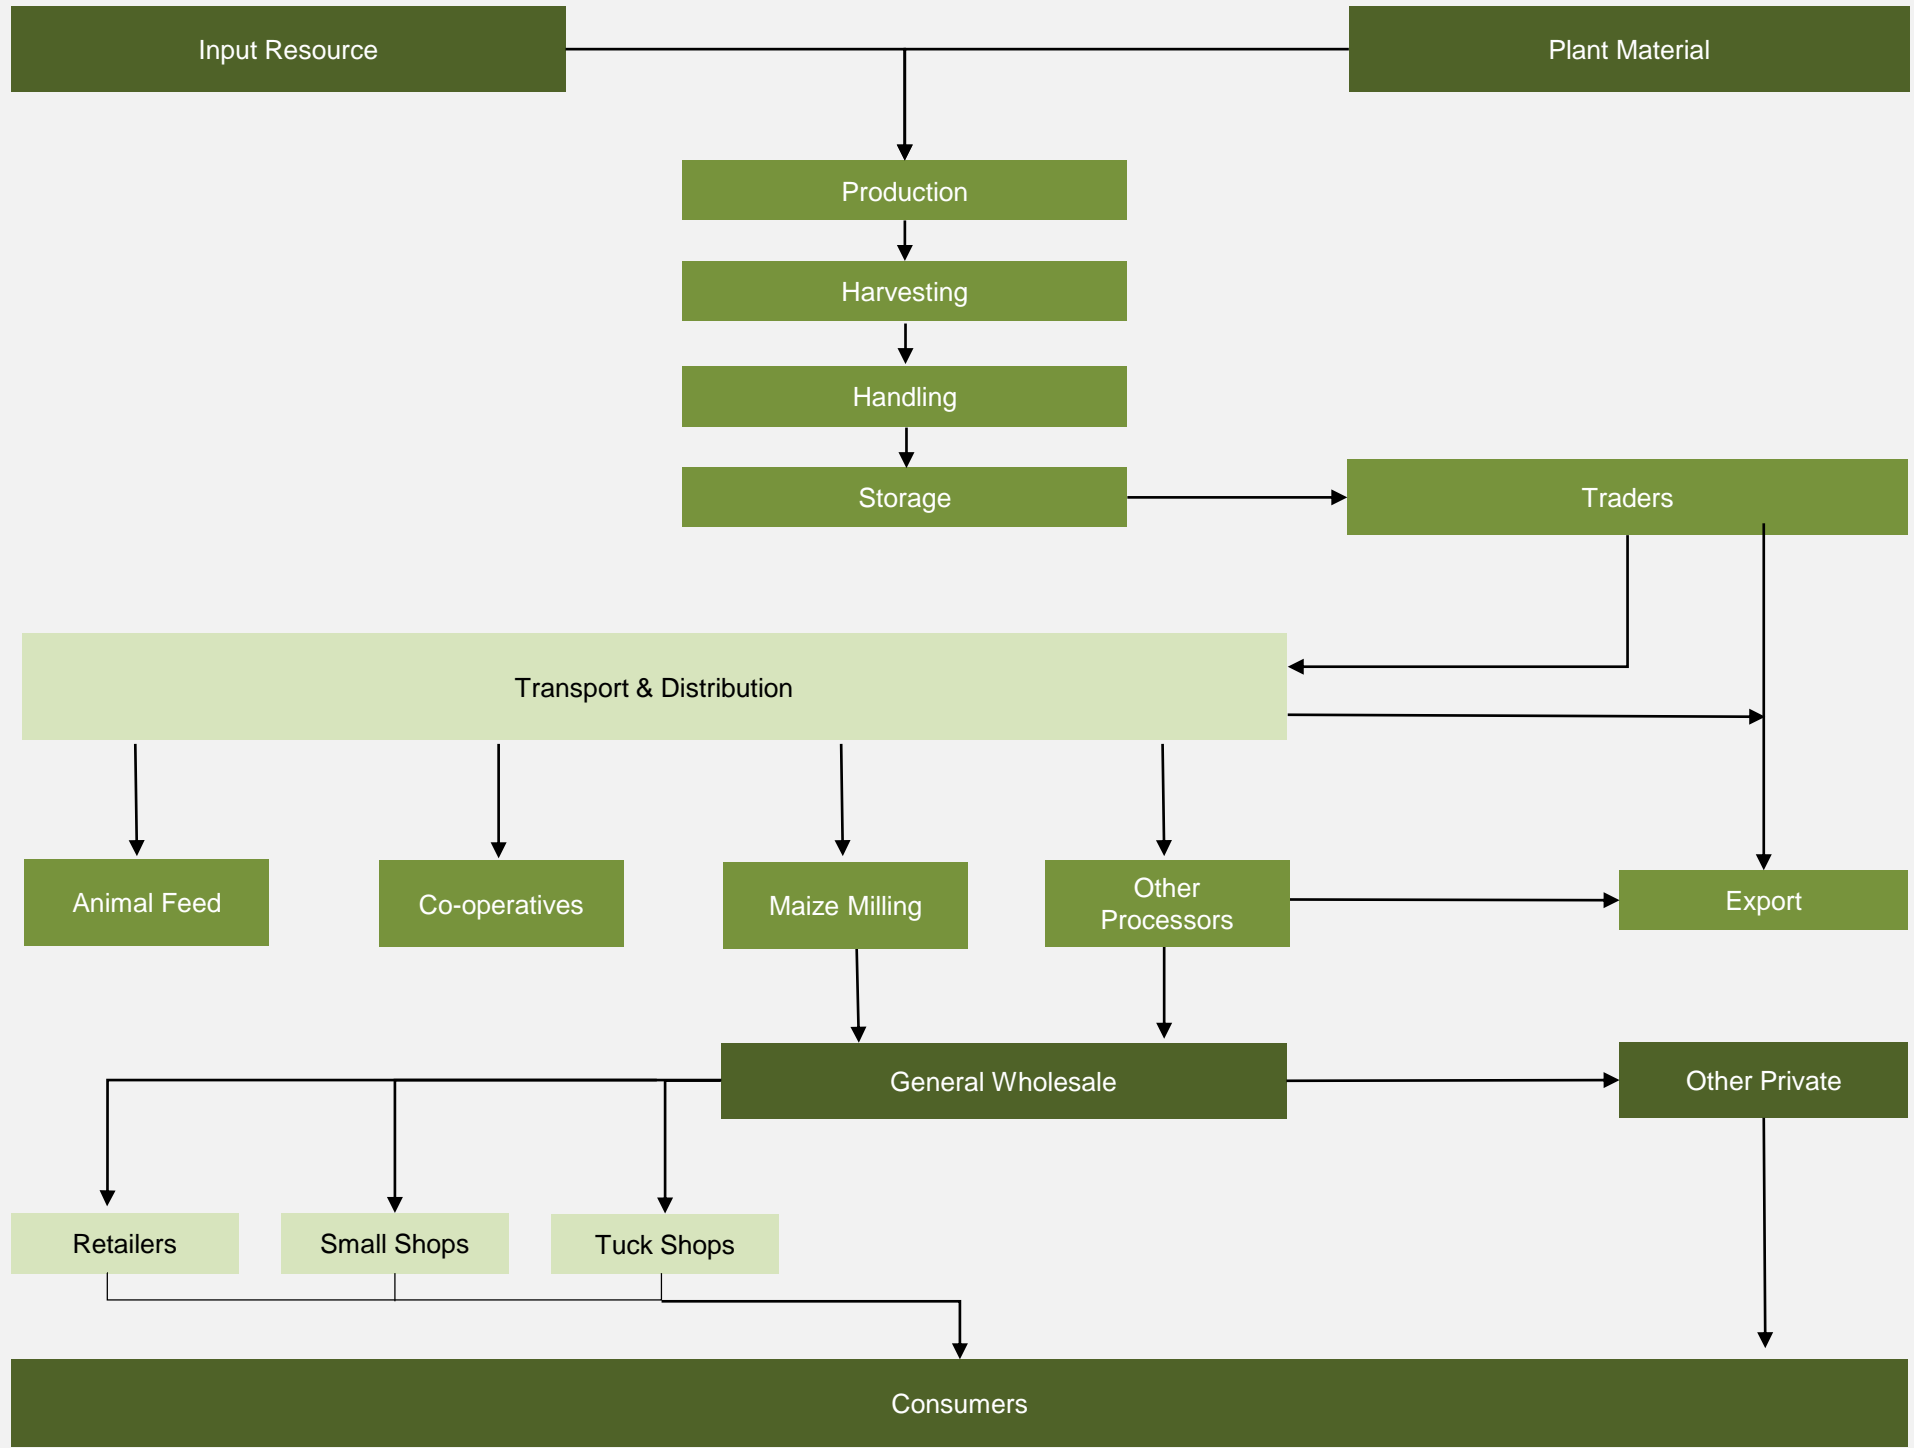 Input Resource
Plant Material
Production
Harvesting
Handling
Storage
Traders
Transport & Distribution
Animal Feed
Co-operatives
Maize Milling
Other
Processors
Export
General Wholesale
Other Private
Retailers
Small Shops
Tuck Shops
Consumers